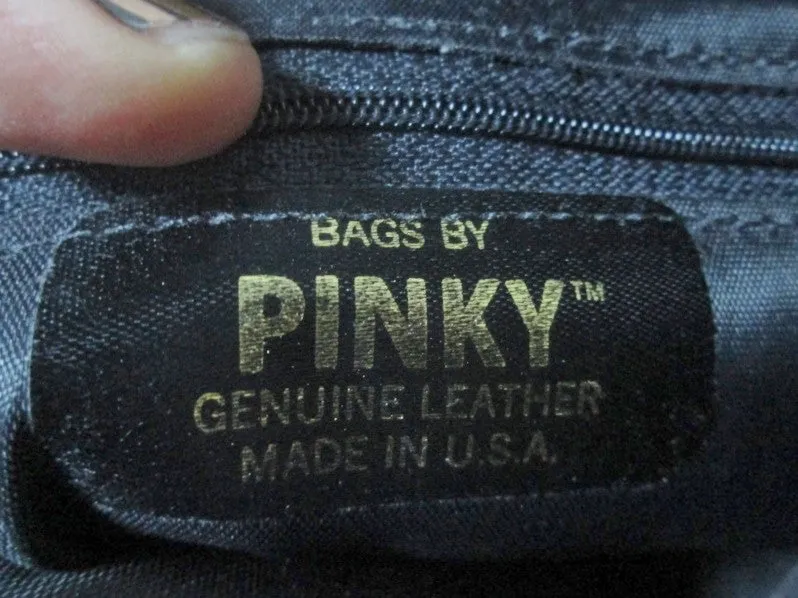 BAGS BY
PINKY™
GENUINE LEATHER
MADE IN U.S.A.